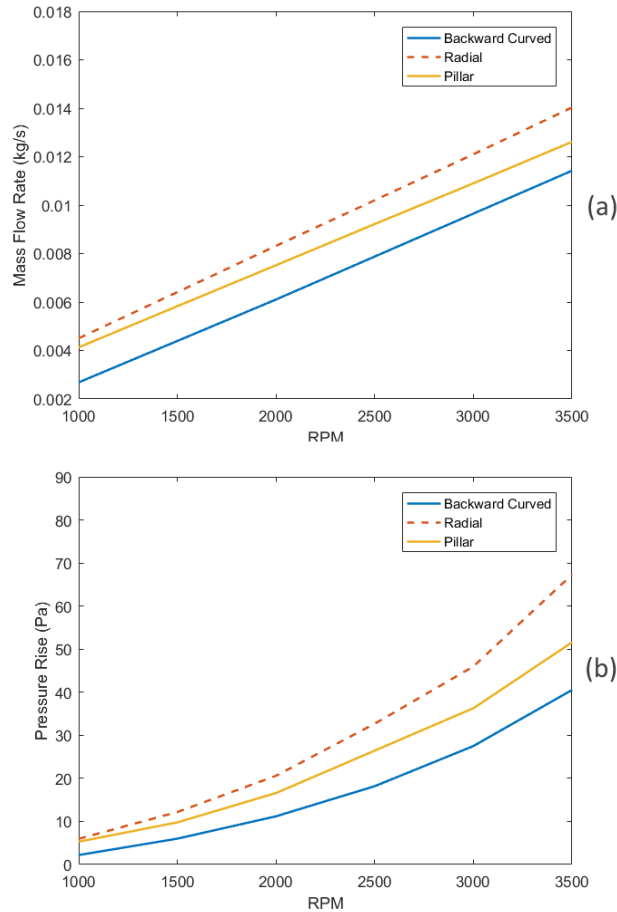 0.018
0.016
0.014
0.012
0.01
0.008
0.006
0.004
0.002
Mass Flow Rate (kg/s)
Backward Curved
Radial
Pillar
(a)
1000 1500 2000 2500 3000 3500
RPM
90
80
70
60
50
40
30
20
10
0
Pressure Rise (Pa)
Backward Curved
Radial
Pillar
(b)
1000 1500 2000 2500 3000 3500
RPM